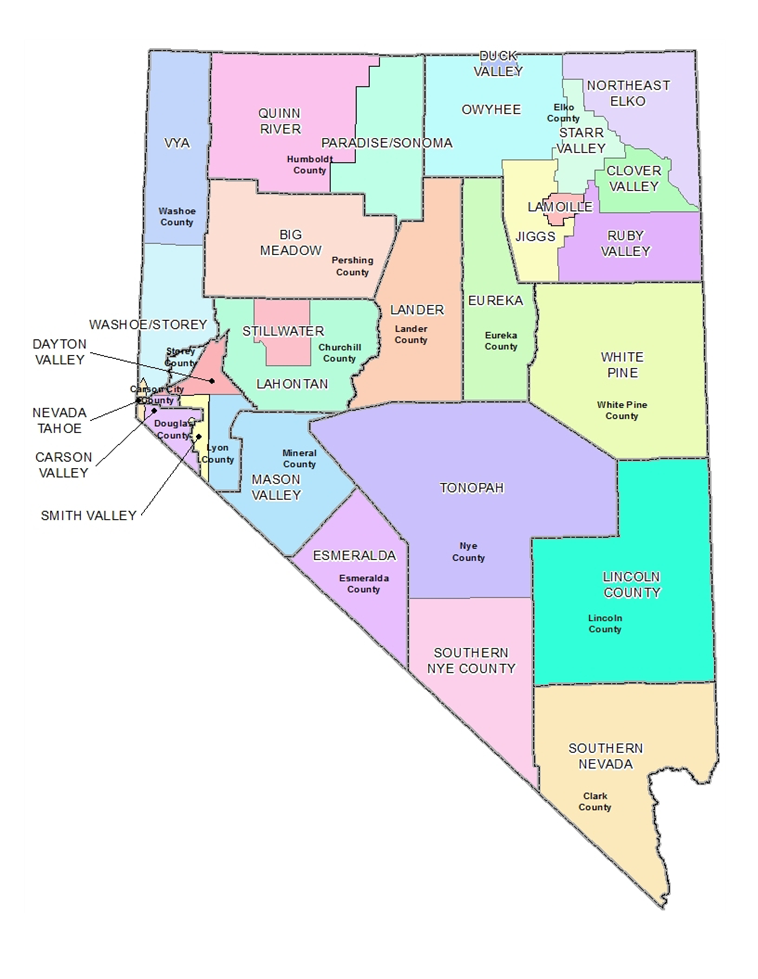 DUCK
VALLEY
NORTHEAST
ELKO
OWYHEE
Elko
County
QUINN
RIVER
STARR
VALLEY
VYA
PARADISE/SONOMA
Humboldt
County
CLOVER
VALLEY
LAMOILLE
Washoe
County
JIGGS
RUBY
VALLEY
BIG
MEADOW
Pershing
County
LANDER
EUREKA
WASHOE/STOREY
STILLWATER
Lander
County
Eureka
County
DAYTON
VALLEY
Storey
County
Churchill
County
WHITE
PINE
LAHONTAN
Carson City
County
White Pine
County
NEVADA
TAHOE
Douglas
County
Lyon
County
Mineral
County
CARSON
VALLEY
MASON
VALLEY
TONOPAH
SMITH VALLEY
ESMERALDA
Nye
County
Esmeralda
County
LINCOLN
COUNTY
Lincoln
County
SOUTHERN
NYE COUNTY
SOUTHERN
NEVADA
Clark
County